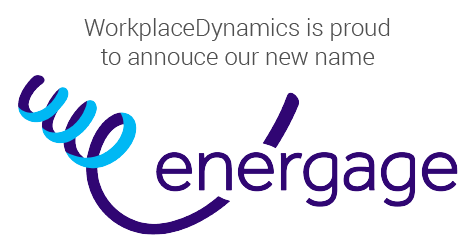 WorkplaceDynamics is proud
to annouce our new name
energage